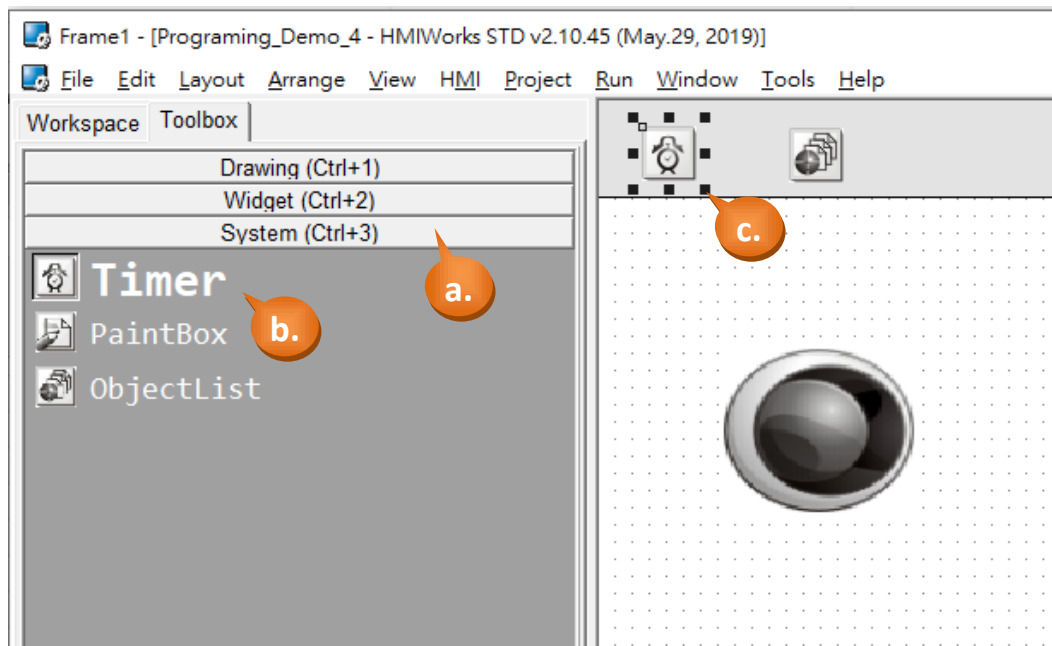 Frame1 - [Programing_Demo_4 - HMIWorks STD v2.10.45 (May.29, 2019)]
File Edit Layout Arrange View HMI Project Run Window Tools Help
Workspace Toolbox
Drawing (Ctrl+1)
Widget (Ctrl+2)
System (Ctrl+3)
a.
Timer
b.
PaintBox
ObjectList
c.